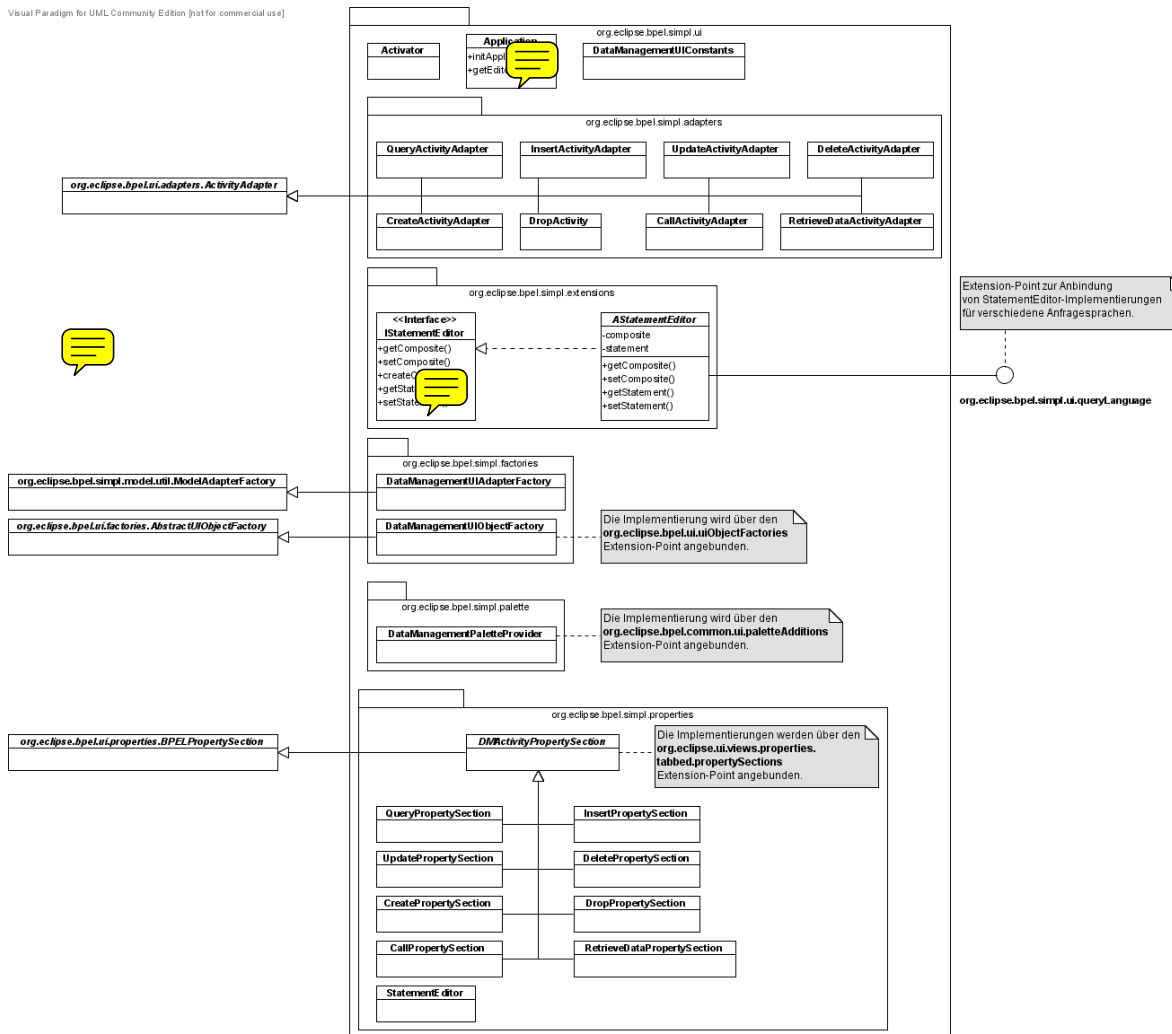 Visual Paradigm for UML Community Edition [not for commercial use]
org.eclipse.bpel.simpl.ui
Activator
Application
DataManagementUIConstants
org.eclipse.bpel.simpl.adapters
QueryActivityAdapter
InsertActivityAdapter
UpdateActivityAdapter
DeleteActivityAdapter
org.eclipse.bpel.ui.adapters.ActivityAdapter
CreateActivityAdapter
DropActivity
CallActivityAdapter
RetrieveDataActivityAdapter
org.eclipse.bpel.simpl.extensions
<<Interface>>
IStatementEditor
+getComposite()
+setComposite()
AStatementEditor
-composite
-statement
+getComposite()
+setComposite()
+getStatement()
+setStatement()
Extension-Point zur Anbindung
von StatementEditor-Implementierungen
für verschiedene Anfragesprachen.
org.eclipse.bpel.simpl.ui.queryLanguage
org.eclipse.bpel.simpl.factories
org.eclipse.bpel.simpl.model.util.ModelAdapterFactory
DataManagementUIAdapterFactory
org.eclipse.bpel.ui.factories.AbstractUIObjectFactory
DataManagementUIObjectFactory
Die Implementierung wird über den
org.eclipse.bpel.ui.uiObjectFactories
Extension-Point angebunden.
org.eclipse.bpel.simpl.palette
DataManagementPaletteProvider
Die Implementierung wird über den
org.eclipse.bpel.common.ui.paletteAdditions
Extension-Point angebunden.
org.eclipse.bpel.simpl.properties
org.eclipse.bpel.ui.properties.BPELPropertySection
DMActivityPropertySection
Die Implementierungen werden über den
org.eclipse.ui.views.properties.
tabbed.propertySections
Extension-Point angebunden.
QueryPropertySection
InsertPropertySection
UpdatePropertySection
DeletePropertySection
CreatePropertySection
DropPropertySection
CallPropertySection
RetrieveDataPropertySection
StatementEditor